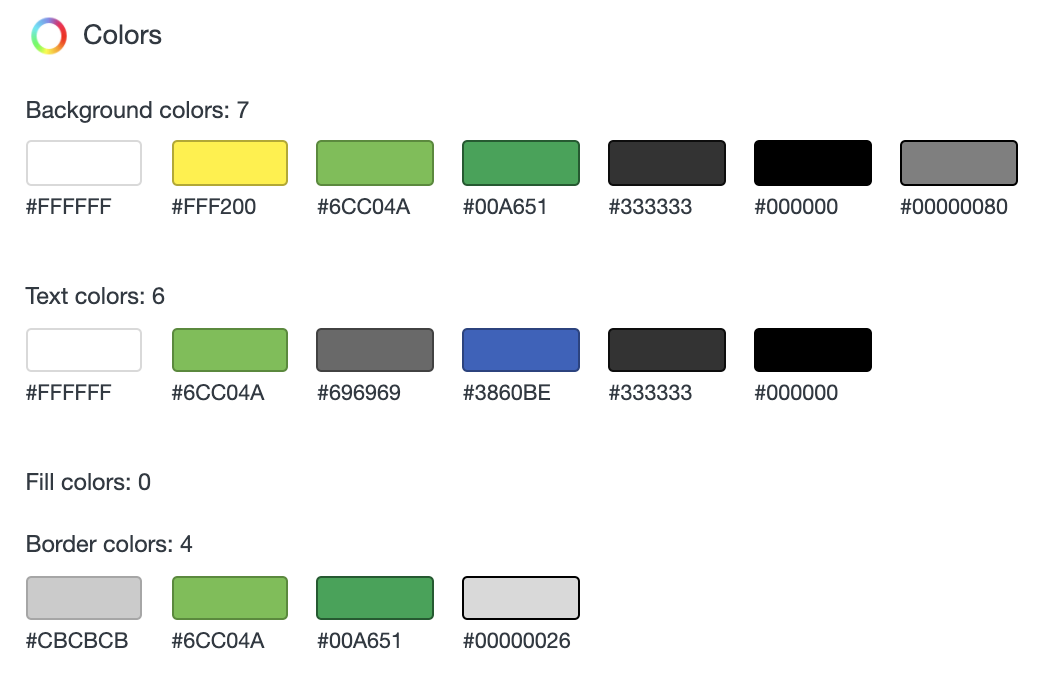 Colors
Background colors: 7
#FFFFFF #FFF200 #6CC04A #00A651 #333333 #000000 #00000080
Text colors: 6
#FFFFFF #6CC04A #696969 #3860BE #333333 #000000
Fill colors: 0
Border colors: 4
#CBCBCB #6CC04A #00A651 #00000026